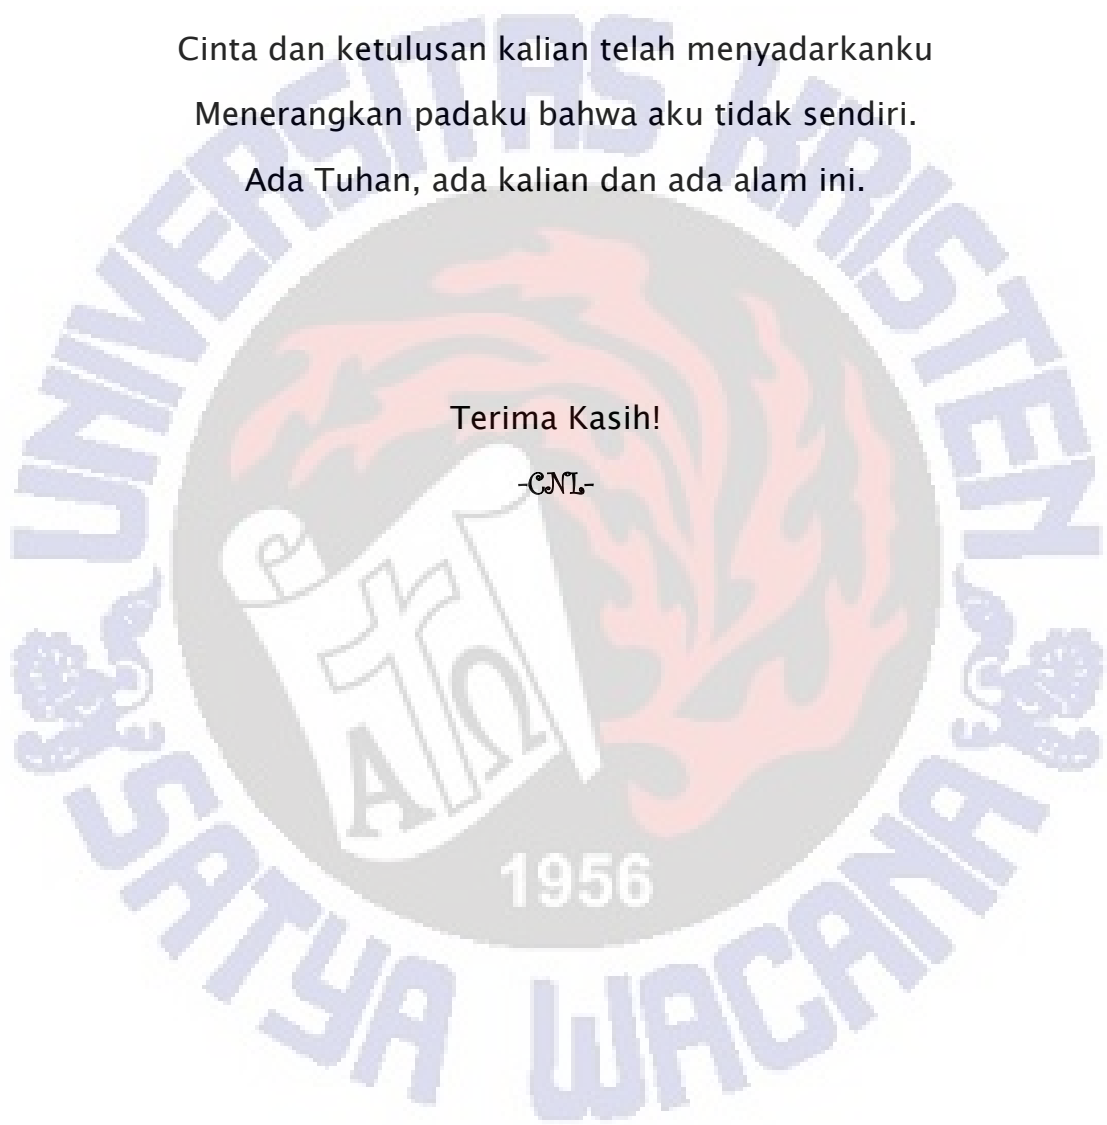 Cinta dan ketulusan kalian telah menyadarkanku
Menerangkan padaku bahwa aku tidak sendiri.
Ada Tuhan, ada kalian dan ada alam ini.
Terima Kasih!
-CNL-
UNIVERSITAS KRISTEN
Α Ω
1956
SATYA WACANA